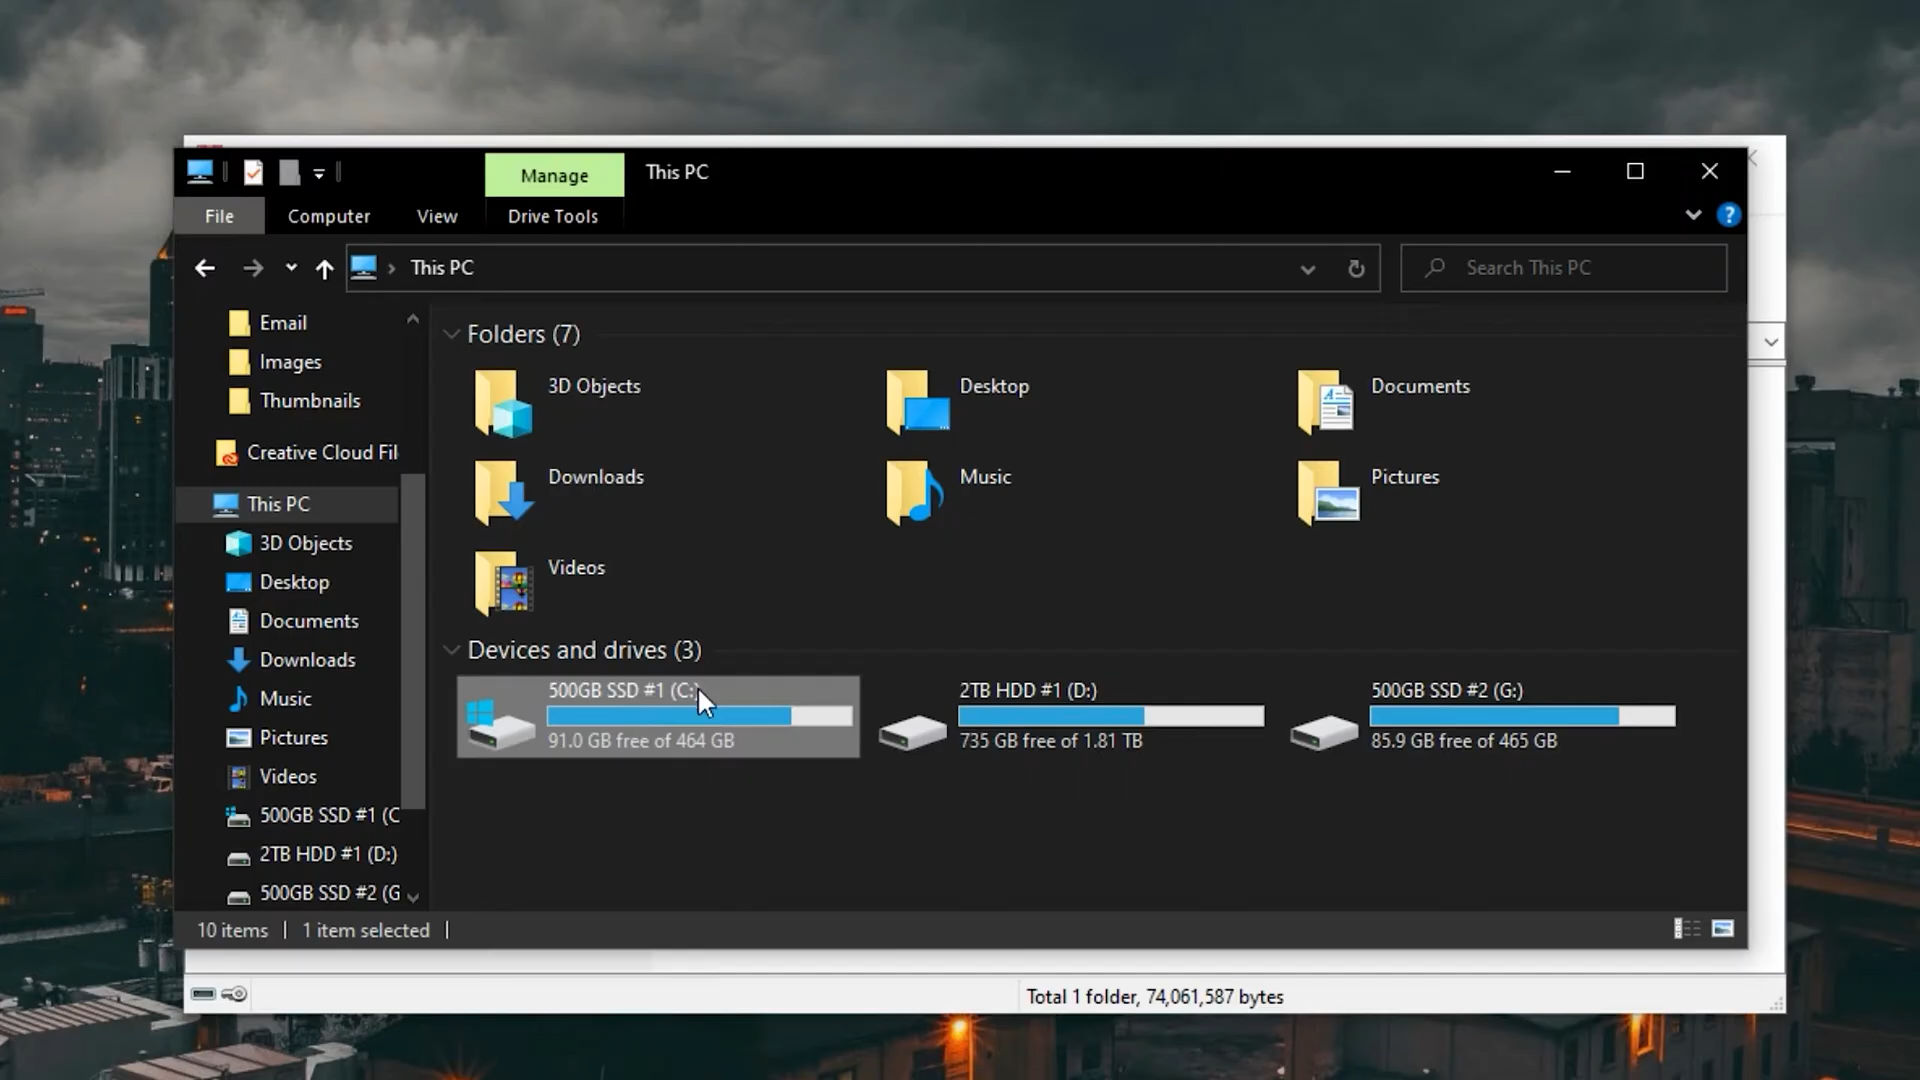 Manage
This PC
File
Computer
View
Drive Tools
?
This PC
Search This PC
Email
Images
Thumbnails
Creative Cloud Fil
This PC
3D Objects
Desktop
Documents
Downloads
Music
Pictures
Videos
500GB SSD #1 (C
2TB HDD #1 (D:)
500GB SSD #2 (G
Folders (7)
3D Objects
Desktop
Documents
Downloads
Music
Pictures
Videos
Devices and drives (3)
500GB SSD #1 (C:)
91.0 GB free of 464 GB
2TB HDD #1 (D:)
735 GB free of 1.81 TB
500GB SSD #2 (G:)
85.9 GB free of 465 GB
10 items
1 item selected
Total 1 folder, 74,061,587 bytes